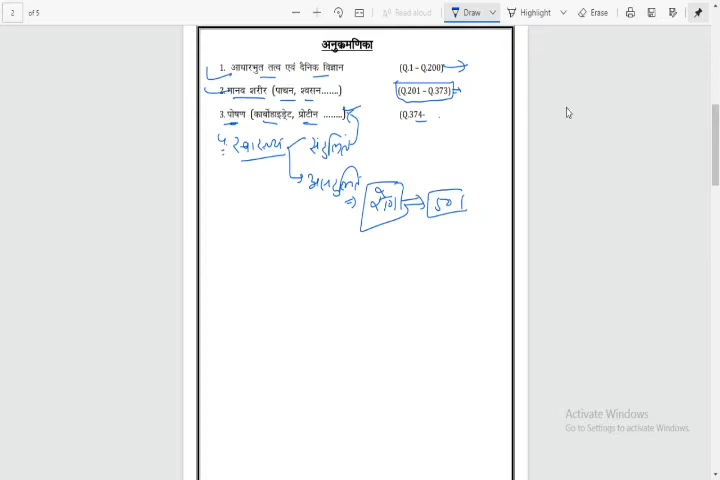 2 of 5 Read aloud Draw Highlight Erase
अनुक्रमणिका
1. आधारभुत तत्व एवं दैनिक विज्ञान (Q.1 – Q.200)
2. मानव शरीर (पाचन, श्वसन.......) (Q.201 – Q.373)
3. पोषण (कार्बोहाइड्रेट, प्रोटीन ........) (Q.374-
4. स्वास्थ्य संतुलित
असंतुलित
501
Activate Windows
Go to Settings to activate Windows.